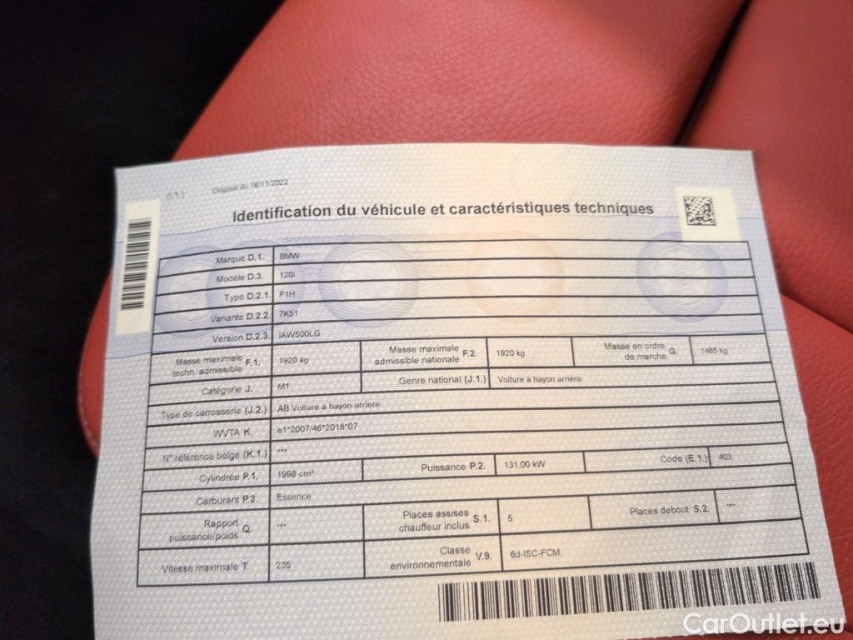 (I.1.) Original du 16/11/2022
Identification du véhicule et caractéristiques techniques
Marque D.1. BMW
Modèle D.3. 120i
Type D.2.1. F1H
Variante D.2.2. 7K51
Version D.2.3. IAW500LG
Masse maximale techn. admissible F.1. 1920 kg Masse maximale admissible nationale F.2. 1920 kg Masse en ordre de marche G. 1465 kg
Catégorie J. M1 Genre national (J.1.) Voiture à hayon arrière
Type de carrosserie (J.2.) AB Voiture à hayon arrière
WVTA K. e1*2007/46*2018*07
N° référence belge (K.1.) ---
Cylindrée P.1. 1998 cm³ Puissance P.2. 131,00 kW Code (E.1.) 403
Carburant P.3. Essence
Rapport puissance/poids Q. --- Places assises chauffeur inclus S.1. 5 Places debout S.2. ---
Vitesse maximale T. 235 Classe environnementale V.9. 6d-ISC-FCM
CarOutlet.eu